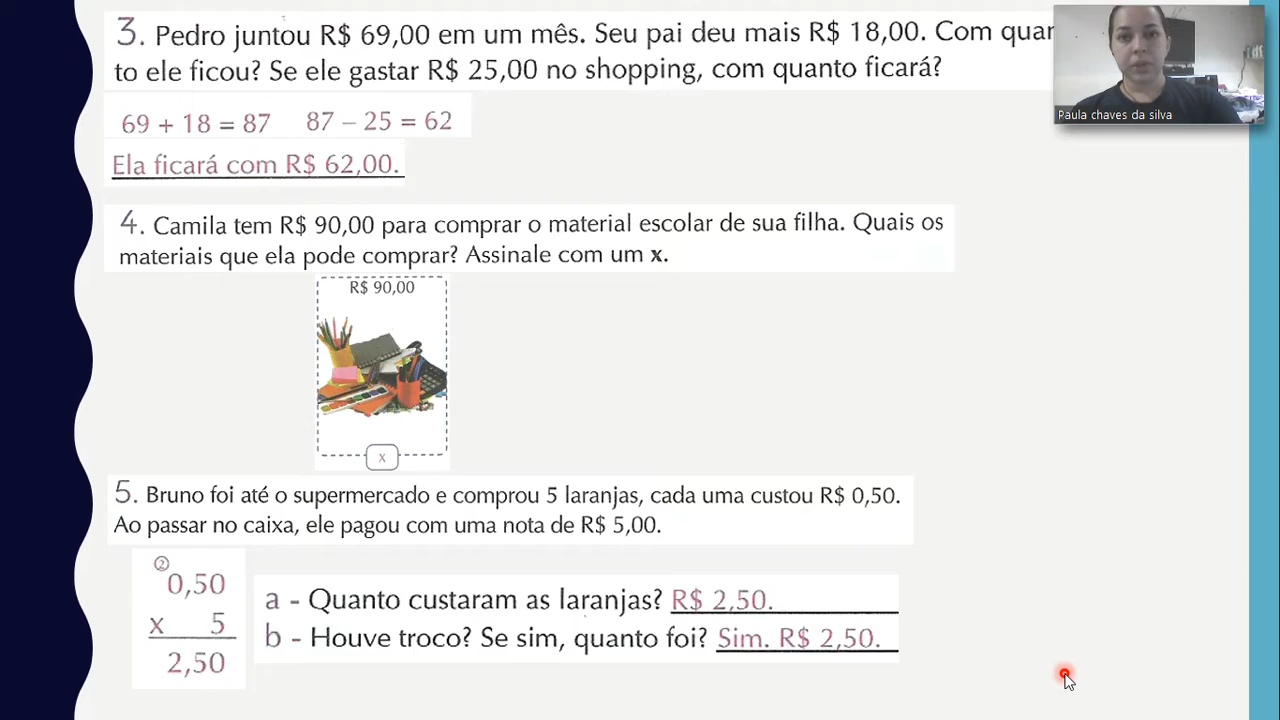 3. Pedro juntou R$ 69,00 em um mês. Seu pai deu mais R$ 18,00. Com quan
to ele ficou? Se ele gastar R$ 25,00 no shopping, com quanto ficará?
Paula chaves da silva
69 + 18 = 87 87 – 25 = 62
Ela ficará com R$ 62,00.
4. Camila tem R$ 90,00 para comprar o material escolar de sua filha. Quais os
materiais que ela pode comprar? Assinale com um x.
R$ 90,00
x
5. Bruno foi até o supermercado e comprou 5 laranjas, cada uma custou R$ 0,50.
Ao passar no caixa, ele pagou com uma nota de R$ 5,00.
2
0,50
x 5
2,50
a - Quanto custaram as laranjas? R$ 2,50.
b - Houve troco? Se sim, quanto foi? Sim. R$ 2,50.